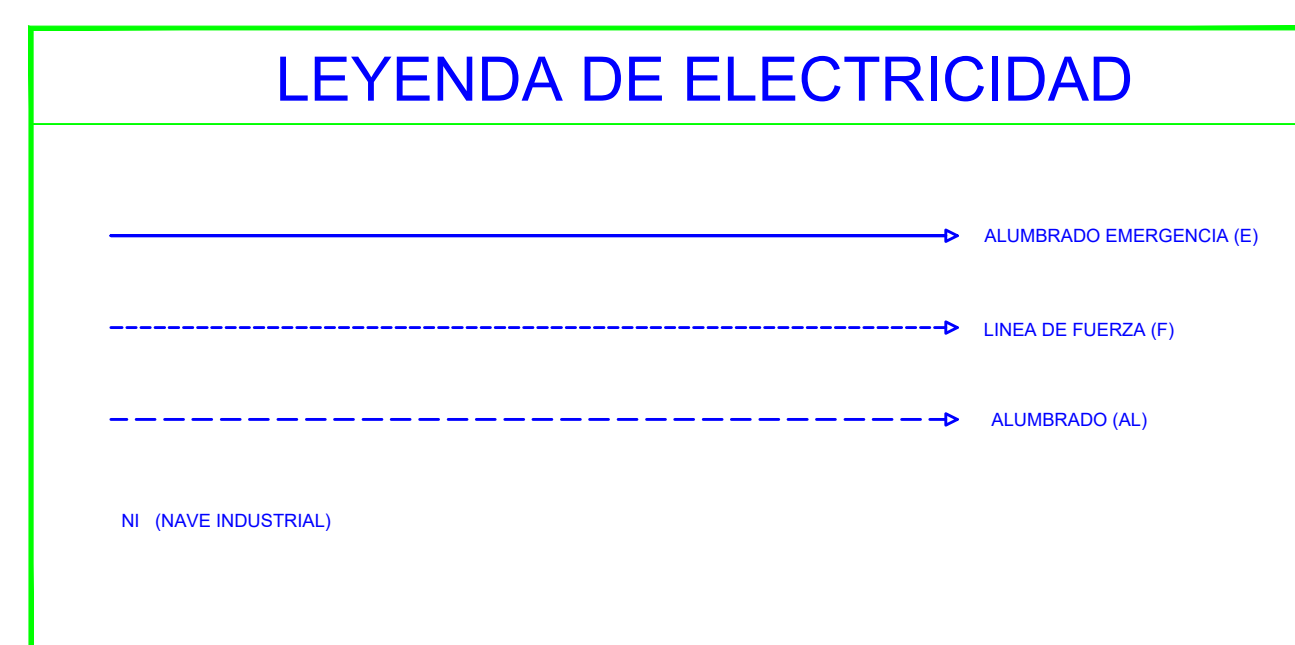 LEYENDA DE ELECTRICIDAD
ALUMBRADO EMERGENCIA (E)
LINEA DE FUERZA (F)
ALUMBRADO (AL)
NI (NAVE INDUSTRIAL)